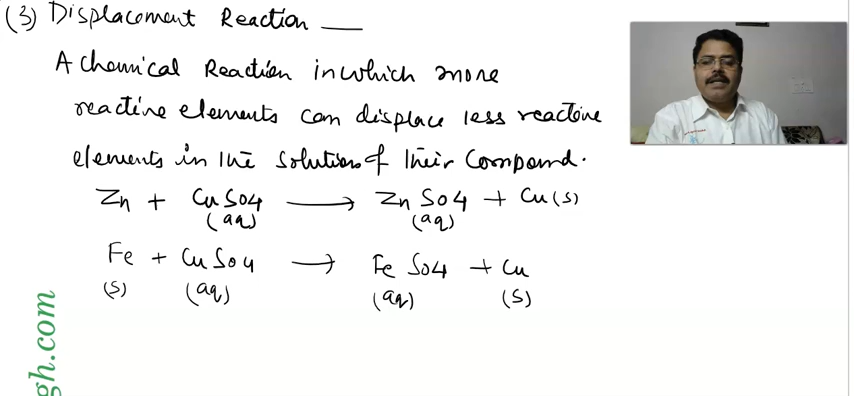 (3) Displacement Reaction —
A chemical Reaction in which more
reactive elements can displace less reactive
elements in the solution of their compound.
Zn + CuSO4 → ZnSO4 + Cu(s)
(aq) (aq)
Fe + CuSO4 → FeSO4 + Cu
(s) (aq) (aq) (s)
gh.com